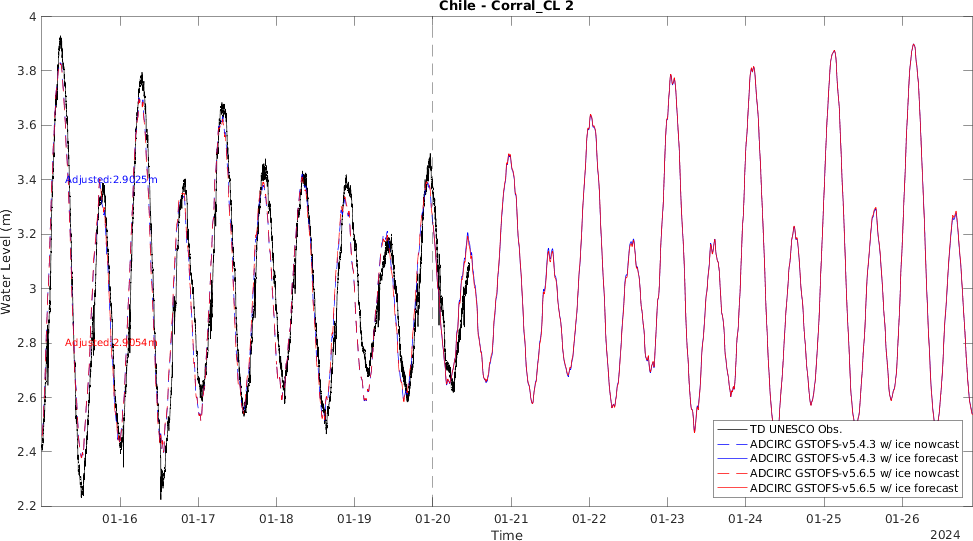 Chile - Corral_CL 2
4
3.8
3.6
3.4
3.2
3
2.8
2.6
2.4
2.2
Water Level (m)
Adjusted:2.9025m
Adjusted:2.9054m
TD UNESCO Obs.
ADCIRC GSTOFS-v5.4.3 w/ ice nowcast
ADCIRC GSTOFS-v5.4.3 w/ ice forecast
ADCIRC GSTOFS-v5.6.5 w/ ice nowcast
ADCIRC GSTOFS-v5.6.5 w/ ice forecast
01-16 01-17 01-18 01-19 01-20 01-21 01-22 01-23 01-24 01-25 01-26
Time
2024